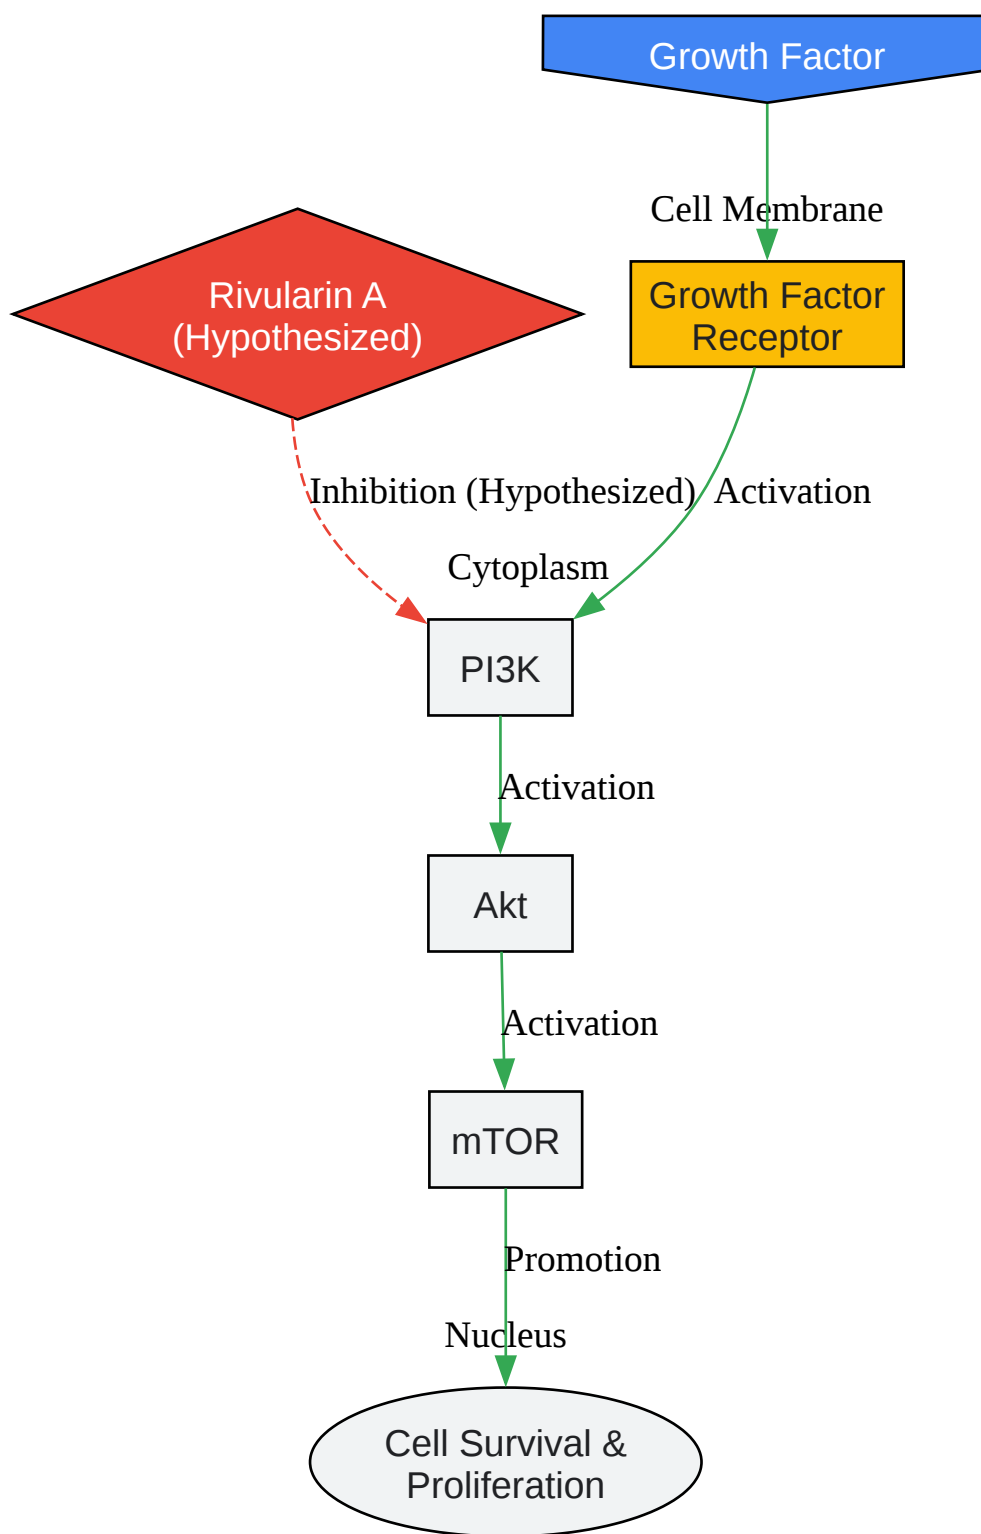 Growth Factor
Cell Membrane
Rivularin A
(Hypothesized)
Growth Factor
Receptor
Inhibition (Hypothesized)
Activation
Cytoplasm
PI3K
Activation
Akt
Activation
mTOR
Promotion
Nucleus
Cell Survival &
Proliferation